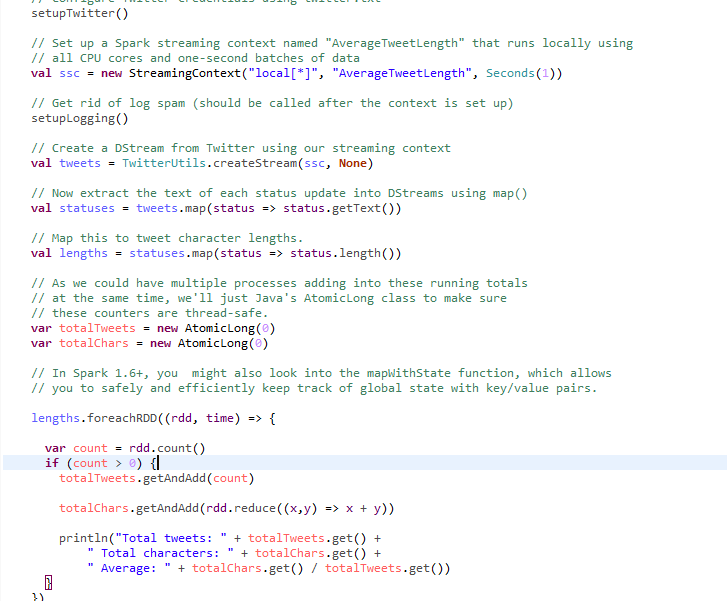 setupTwitter()
// Set up a Spark streaming context named "AverageTweetLength" that runs locally using
// all CPU cores and one-second batches of data
val ssc = new StreamingContext("local[*]", "AverageTweetLength", Seconds(1))
// Get rid of log spam (should be called after the context is set up)
setupLogging()
// Create a DStream from Twitter using our streaming context
val tweets = TwitterUtils.createStream(ssc, None)
// Now extract the text of each status update into DStreams using map()
val statuses = tweets.map(status => status.getText())
// Map this to tweet character lengths.
val lengths = statuses.map(status => status.length())
// As we could have multiple processes adding into these running totals
// at the same time, we'll just Java's AtomicLong class to make sure
// these counters are thread-safe.
var totalTweets = new AtomicLong(0)
var totalChars = new AtomicLong(0)
// In Spark 1.6+, you  might also look into the mapWithState function, which allows
// you to safely and efficiently keep track of global state with key/value pairs.
lengths.foreachRDD((rdd, time) => {
var count = rdd.count()
if (count > 0) {
totalTweets.getAndAdd(count)
totalChars.getAndAdd(rdd.reduce((x,y) => x + y))
println("Total tweets: " + totalTweets.get() +
" Total characters: " + totalChars.get() +
" Average: " + totalChars.get() / totalTweets.get())
}
})